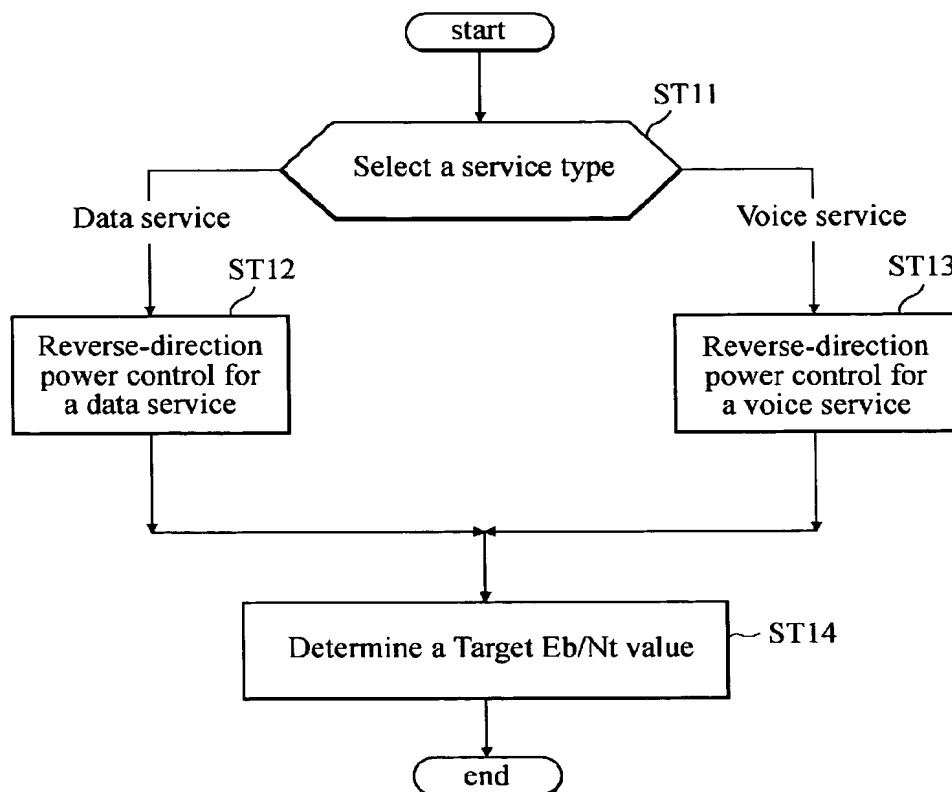 start
ST11
Select a service type
Data service
Voice service
ST12
ST13
Reverse-direction
power control for
a data service
Reverse-direction
power control for
a voice service
Determine a Target Eb/Nt value
ST14
end